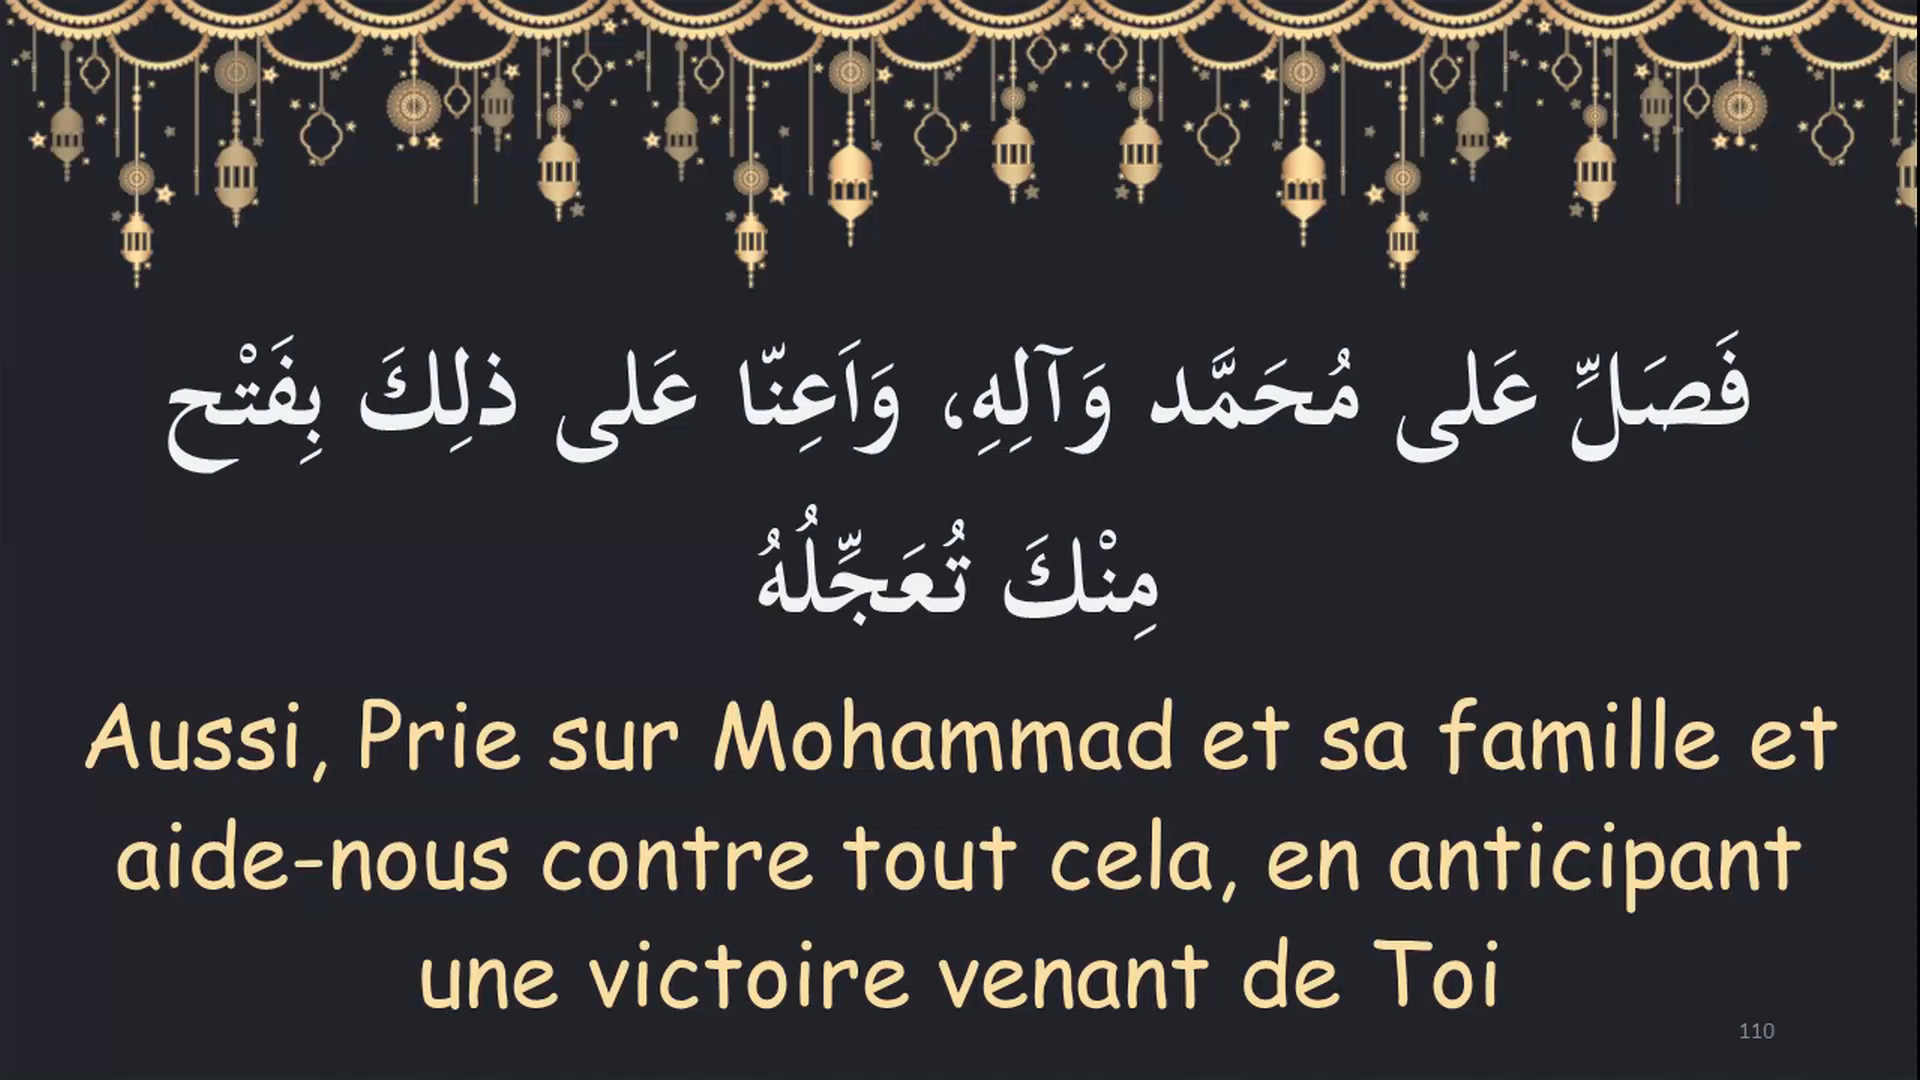 فَصَلِّ عَلى مُحَمَّد وَآلِهِ، وَاَعِنّا عَلى ذلِكَ بِفَتْح
مِنْكَ تُعَجِّلُهُ
Aussi, Prie sur Mohammad et sa famille et
aide-nous contre tout cela, en anticipant
une victoire venant de Toi
110